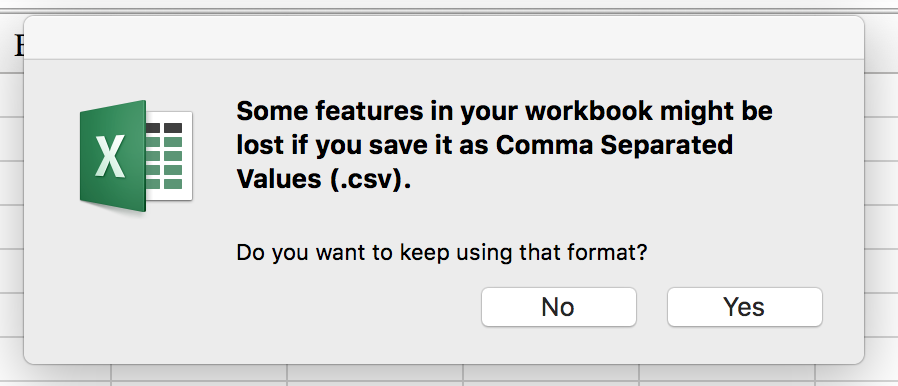 Some features in your workbook might be
lost if you save it as Comma Separated
Values (.csv).
Do you want to keep using that format?
No
Yes